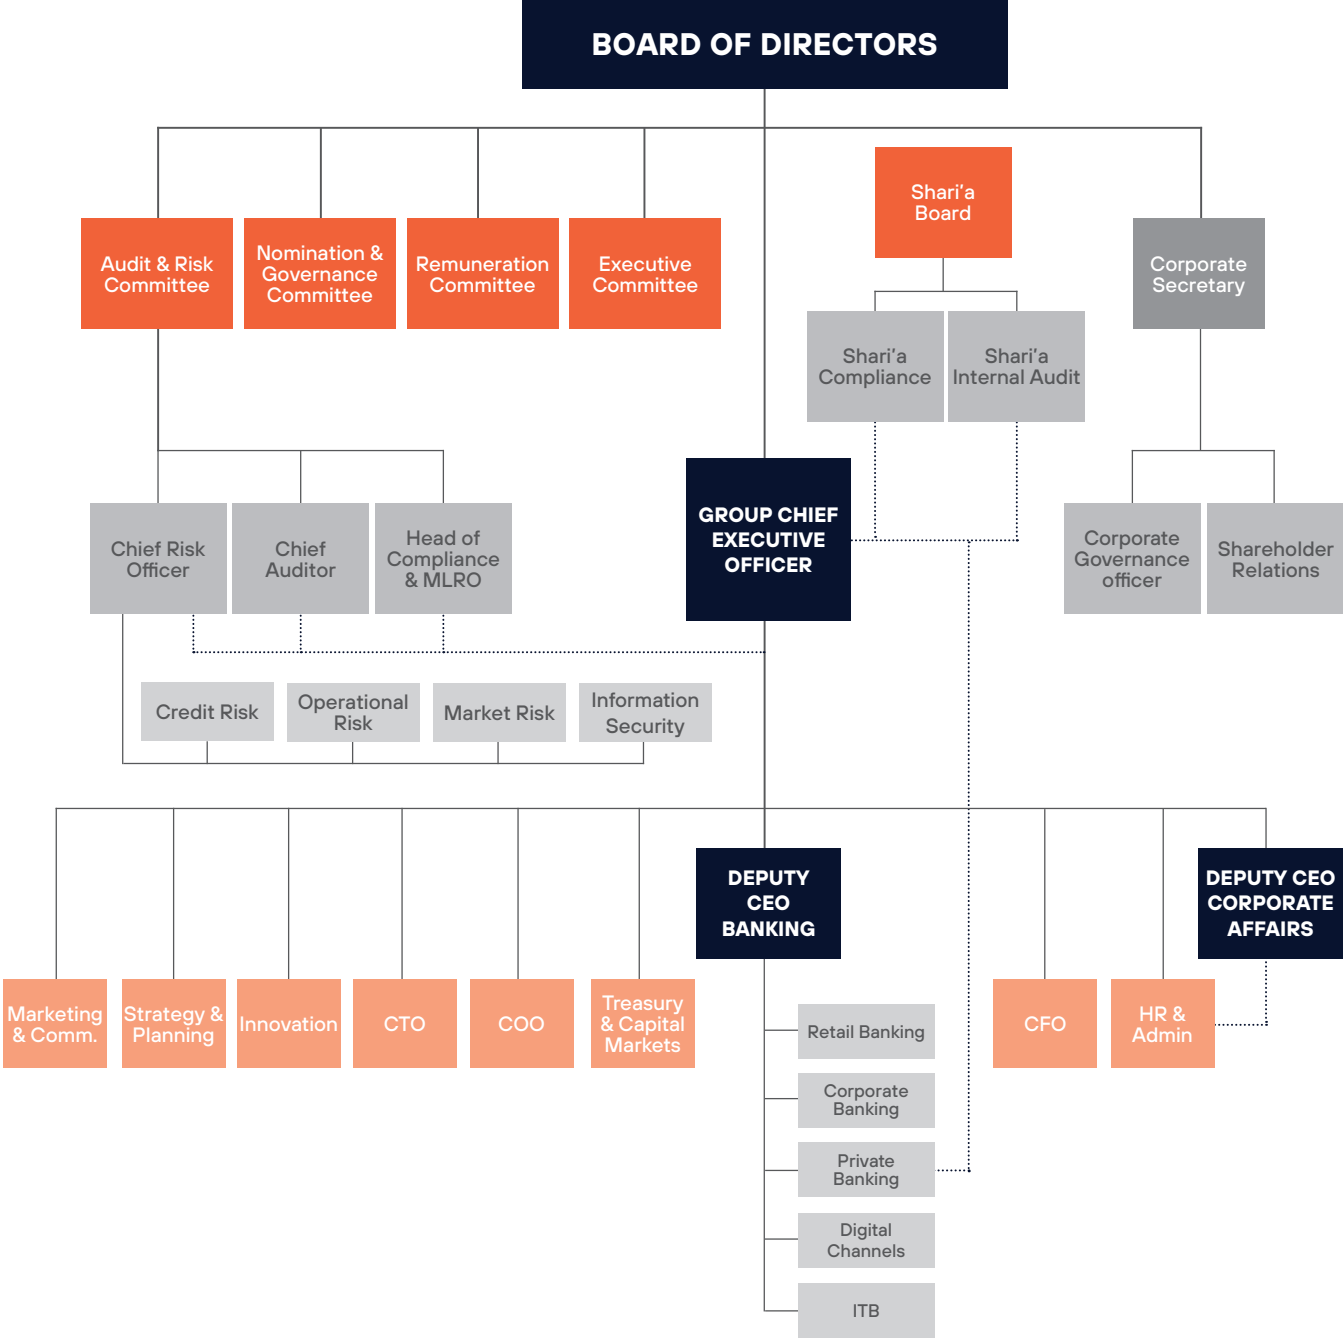 BOARD OF DIRECTORS
Shari'a
Board
Audit & Risk
Committee
Nomination &
Governance
Committee
Remuneration
Committee
Executive
Committee
Corporate
Secretary
Shari'a
Compliance
Shari'a
Internal Audit
GROUP CHIEF
EXECUTIVE
OFFICER
Chief Risk
Officer
Chief
Auditor
Head of
Compliance
& MLRO
Corporate
Governance
officer
Shareholder
Relations
Credit Risk
Operational
Risk
Market Risk
Information
Security
DEPUTY
CEO
BANKING
DEPUTY CEO
CORPORATE
AFFAIRS
Marketing
& Comm.
Strategy &
Planning
Innovation
CTO
COO
Treasury
& Capital
Markets
CFO
HR &
Admin
Retail Banking
Corporate
Banking
Private
Banking
Digital
Channels
ITB